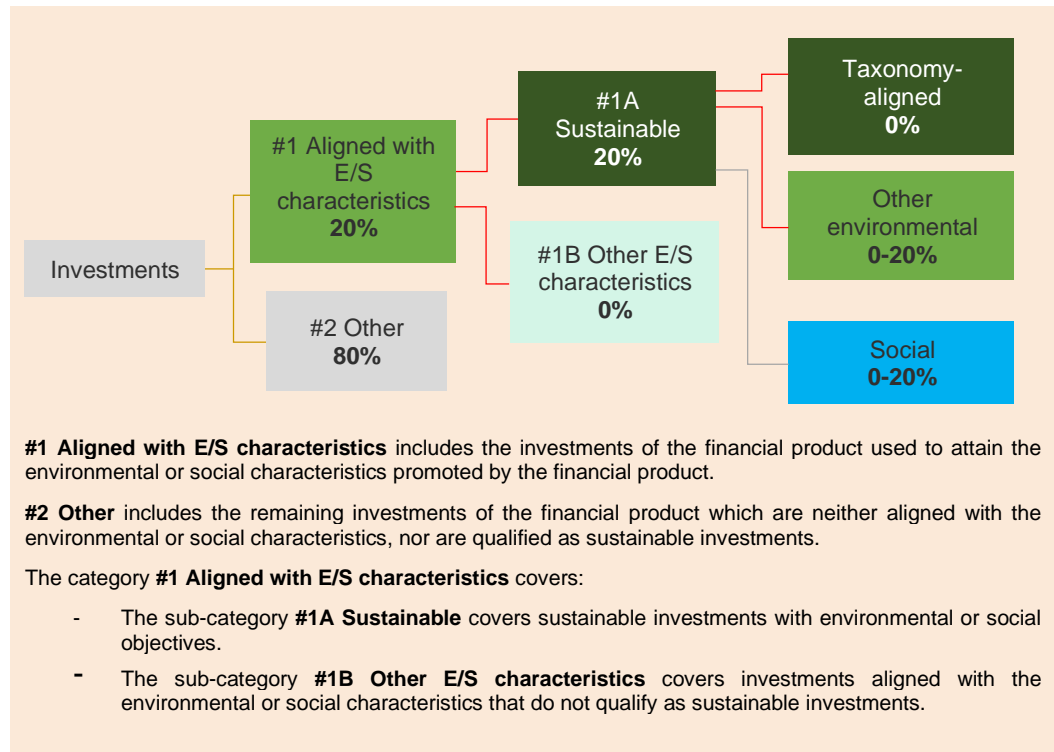 Investments
#1 Aligned with
E/S
characteristics
20%
#2 Other
80%
#1A
Sustainable
20%
#1B Other E/S
characteristics
0%
Taxonomy-
aligned
0%
Other
environmental
0-20%
Social
0-20%
#1 Aligned with E/S characteristics includes the investments of the financial product used to attain the
environmental or social characteristics promoted by the financial product.
#2 Other includes the remaining investments of the financial product which are neither aligned with the
environmental or social characteristics, nor are qualified as sustainable investments.
The category #1 Aligned with E/S characteristics covers:
- The sub-category #1A Sustainable covers sustainable investments with environmental or social
objectives.
- The sub-category #1B Other E/S characteristics covers investments aligned with the
environmental or social characteristics that do not qualify as sustainable investments.